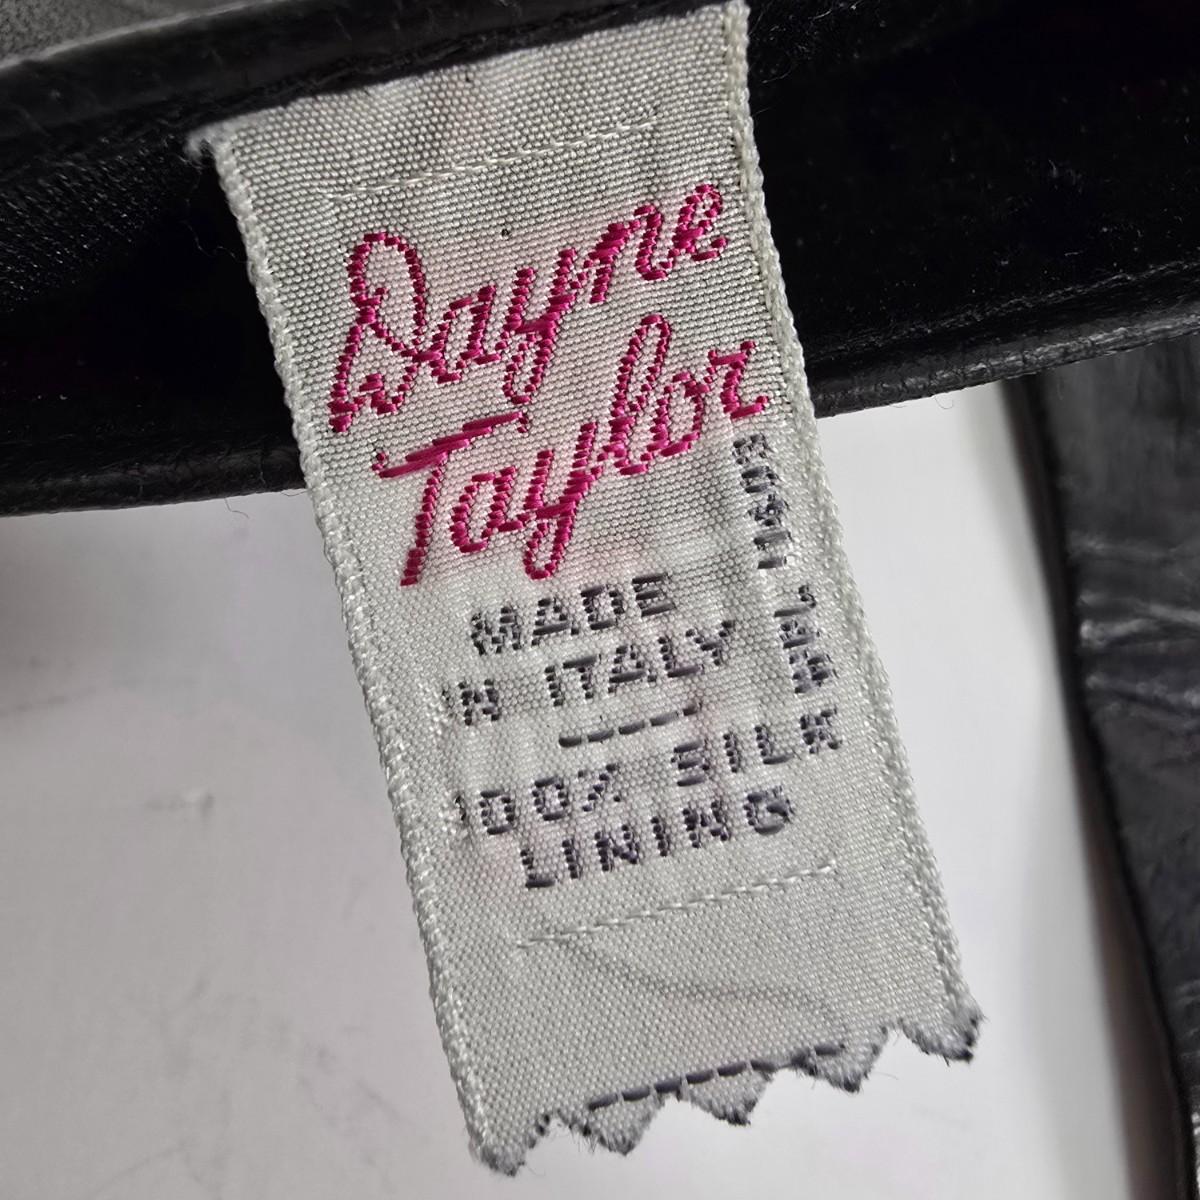 Dayne
Taylor
MADE
IN ITALY
100% SILK
LINING